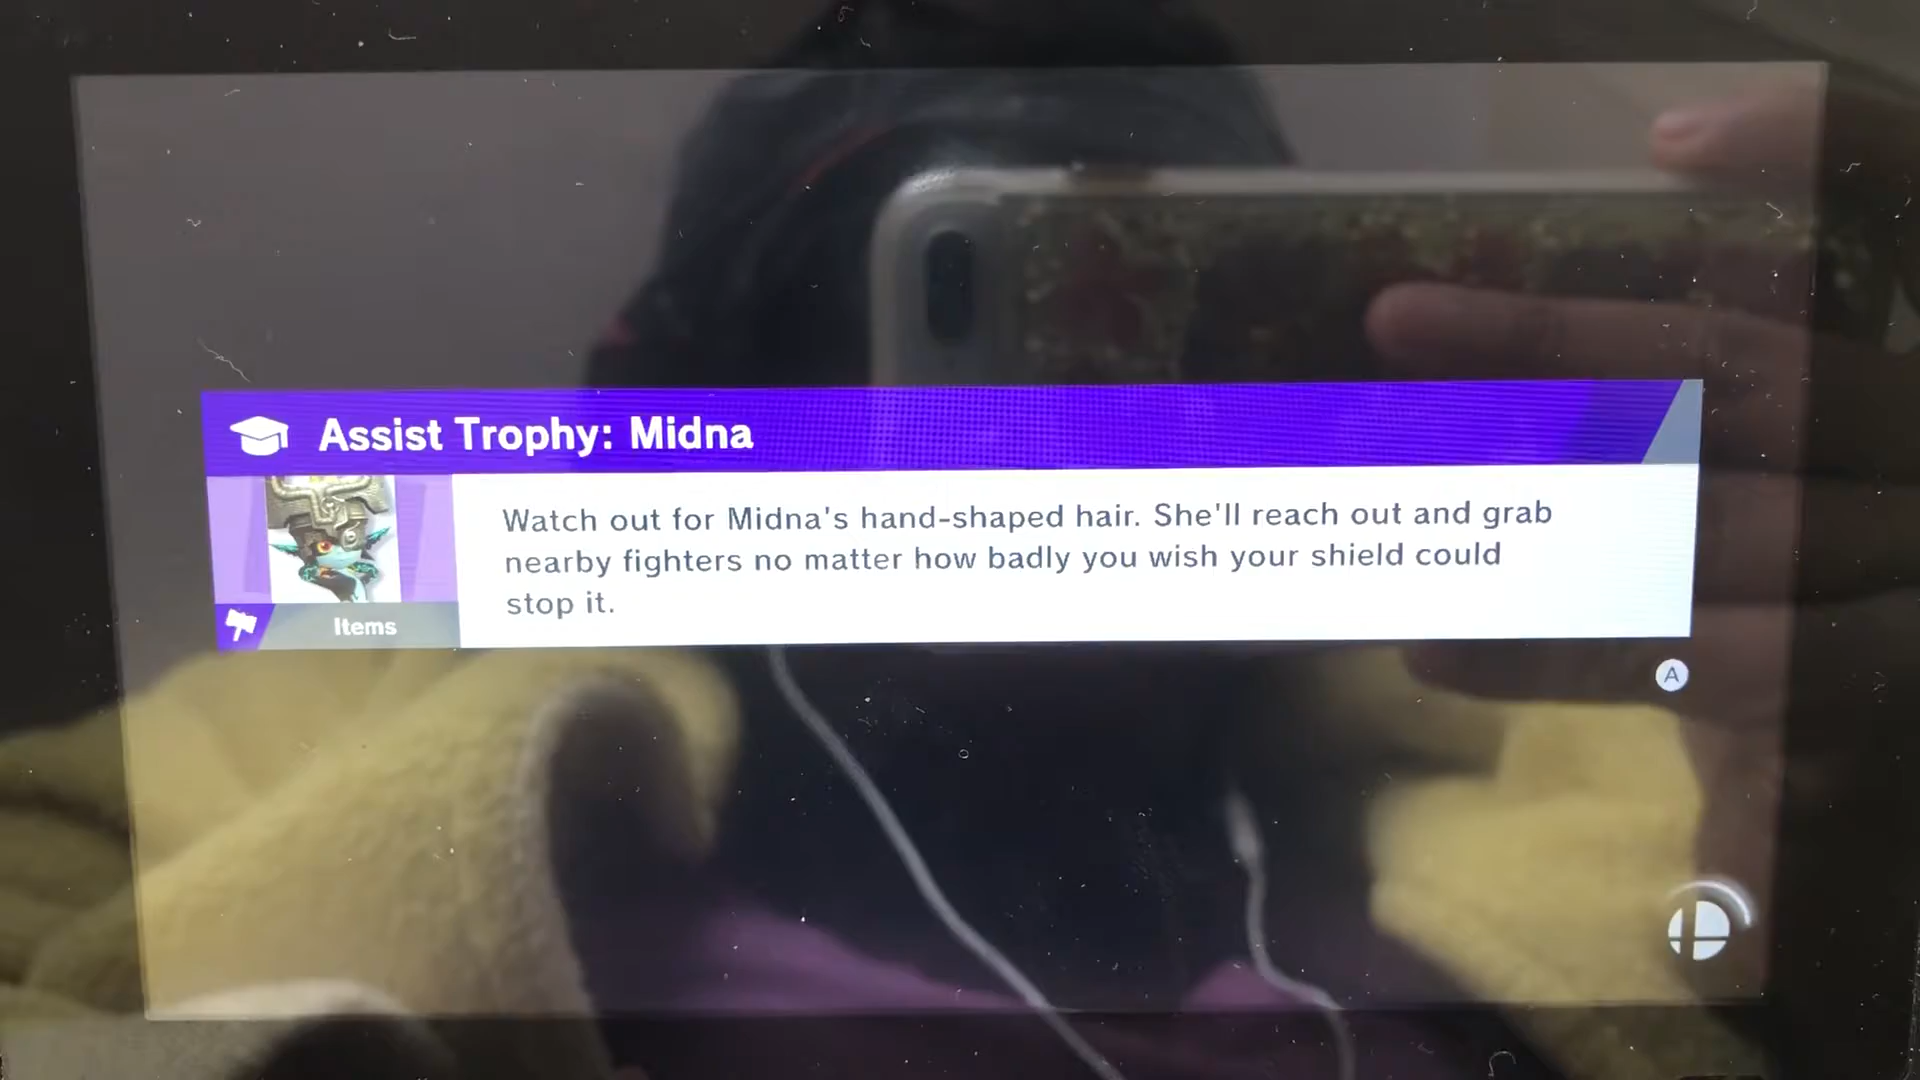 Assist Trophy: Midna
Watch out for Midna's hand-shaped hair. She'll reach out and grab
nearby fighters no matter how badly you wish your shield could
stop it.
Items
A